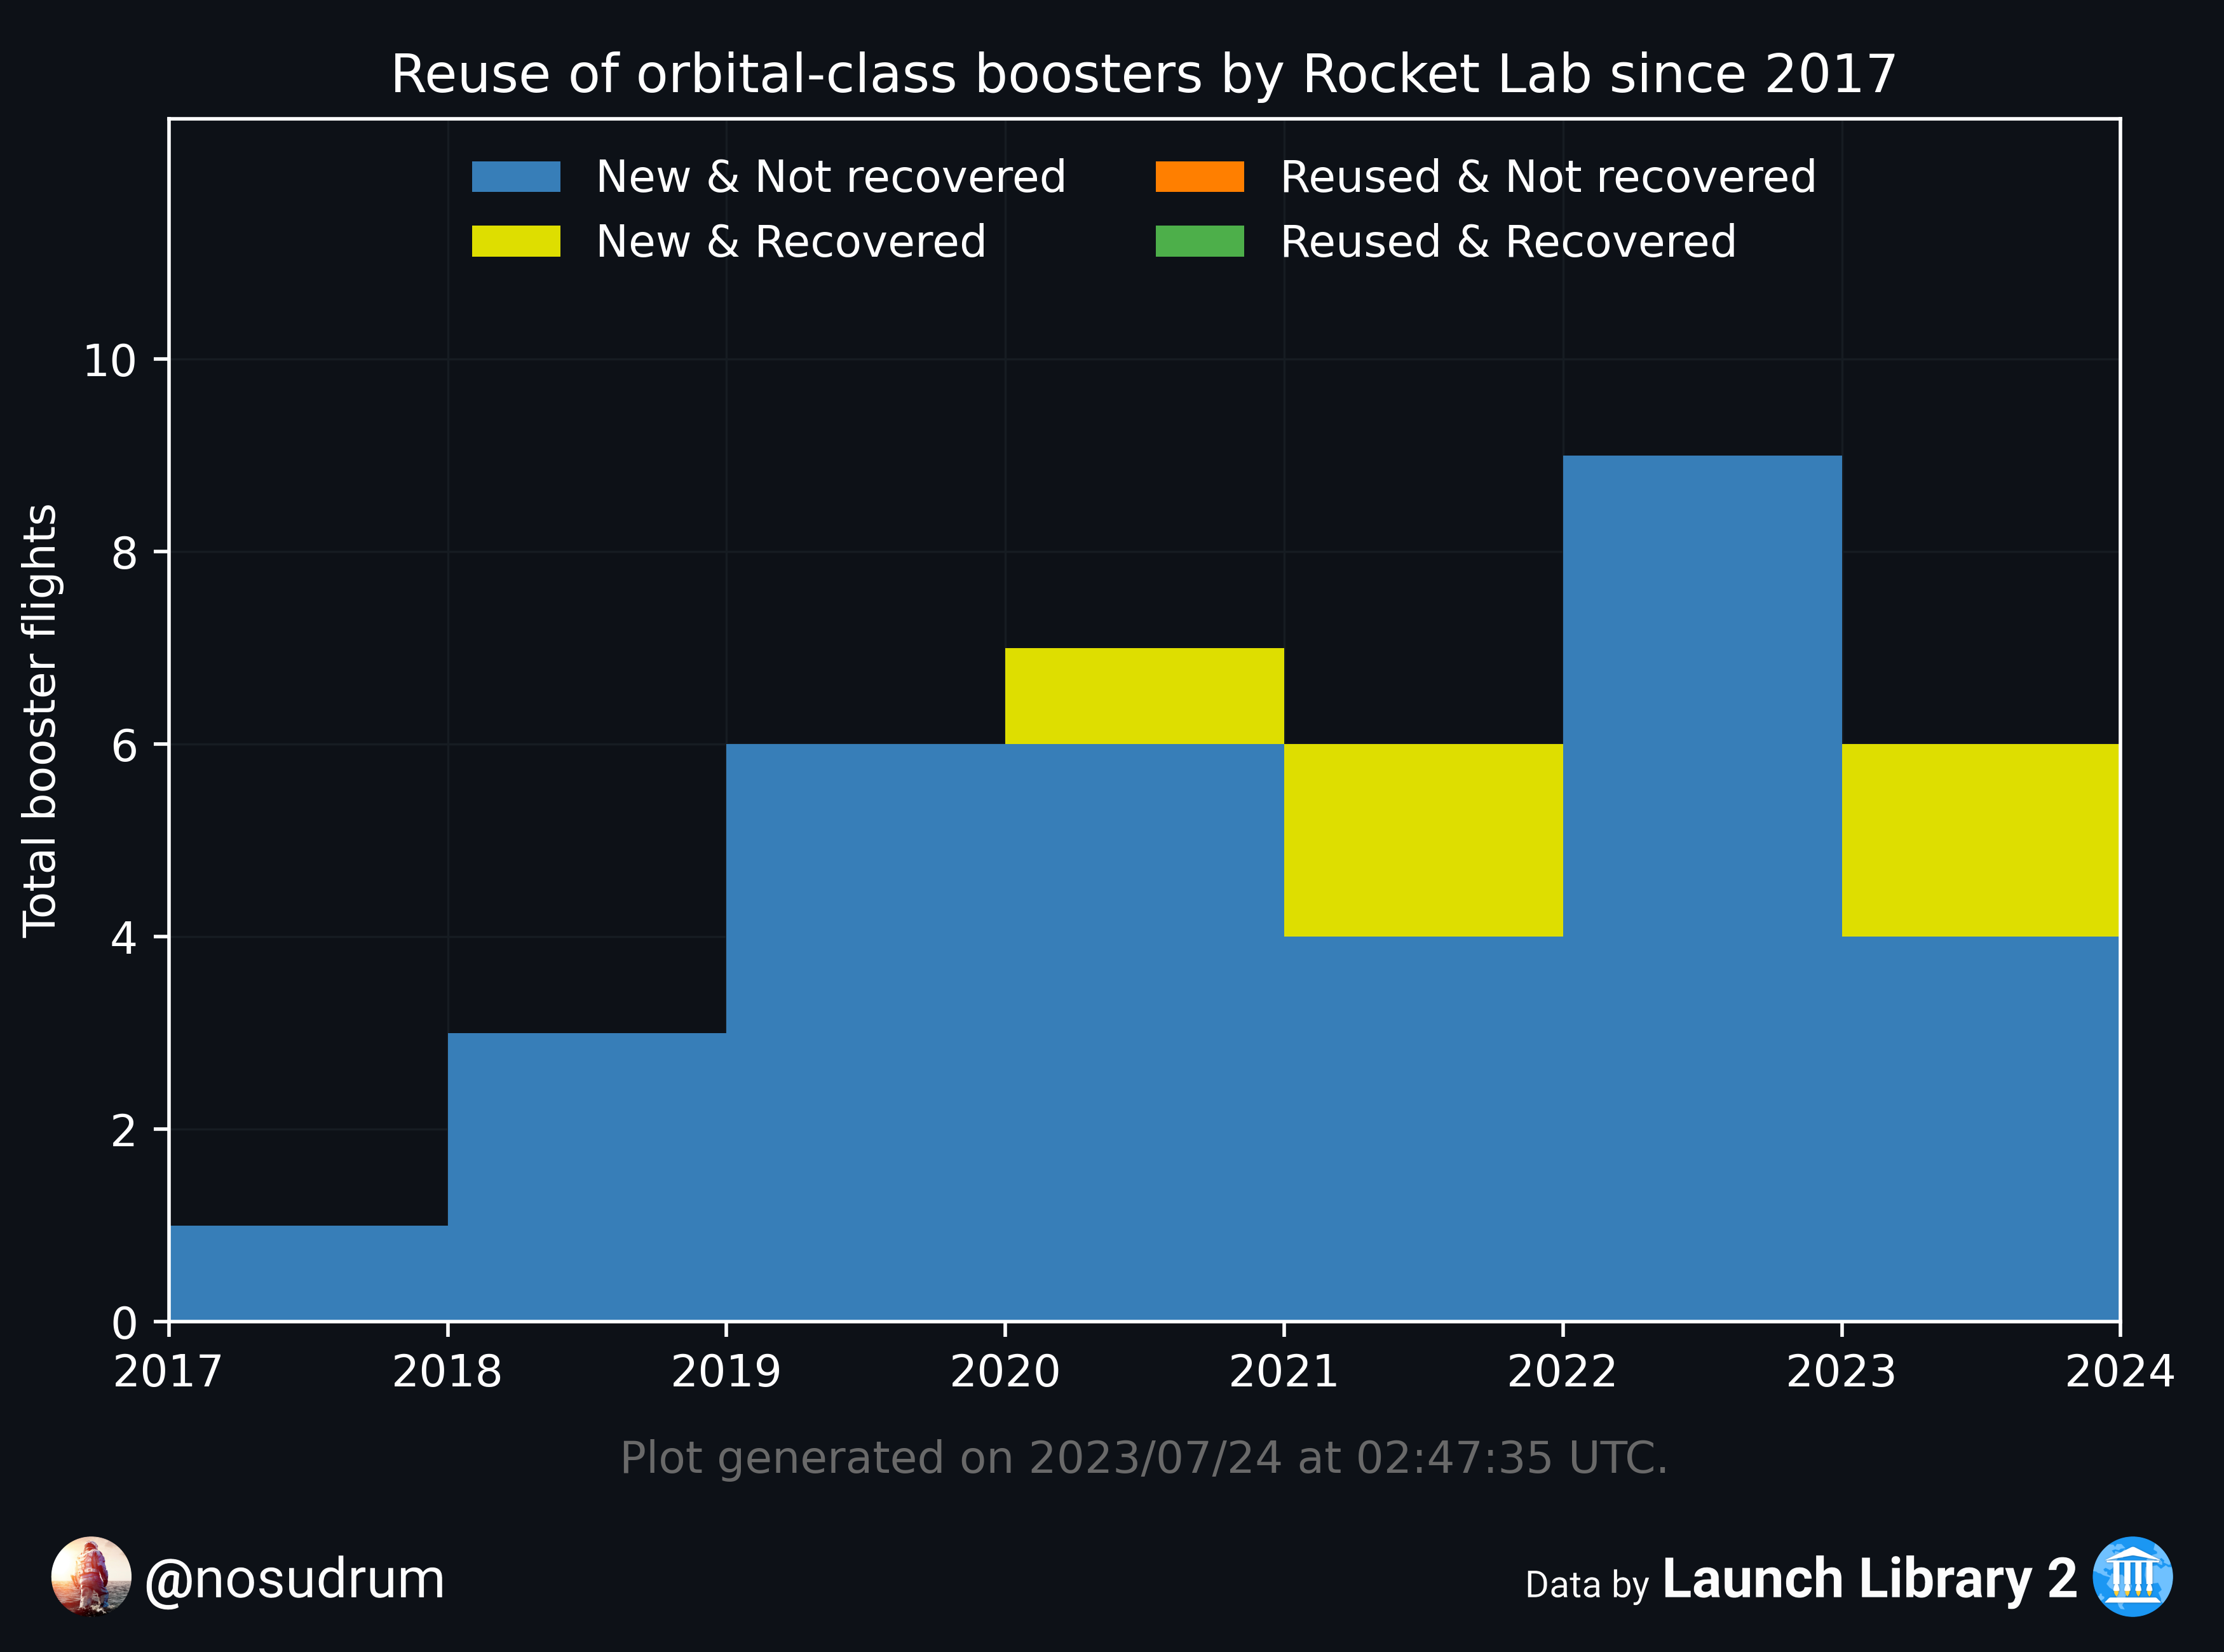 Reuse of orbital-class boosters by Rocket Lab since 2017
New & Not recovered
New & Recovered
Reused & Not recovered
Reused & Recovered
Total booster flights
10
8
6
4
2
0
2017 2018 2019 2020 2021 2022 2023 2024
Plot generated on 2023/07/24 at 02:47:35 UTC.
@nosudrum
Data by Launch Library 2